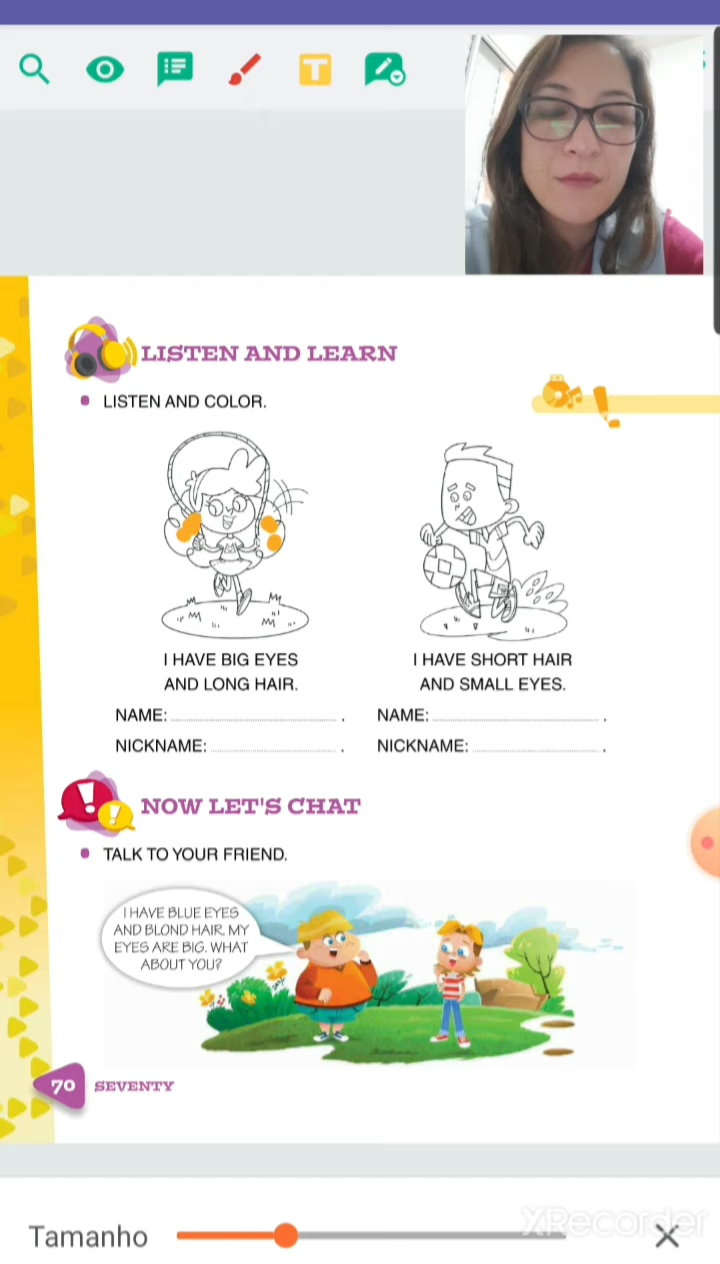 T
LISTEN AND LEARN
LISTEN AND COLOR.
I HAVE BIG EYES
AND LONG HAIR.
NAME: .
NICKNAME: .
I HAVE SHORT HAIR
AND SMALL EYES.
NAME: .
NICKNAME: .
NOW LET'S CHAT
TALK TO YOUR FRIEND.
I HAVE BLUE EYES
AND BLOND HAIR. MY
EYES ARE BIG. WHAT
ABOUT YOU?
70 SEVENTY
Tamanho
XRecorder